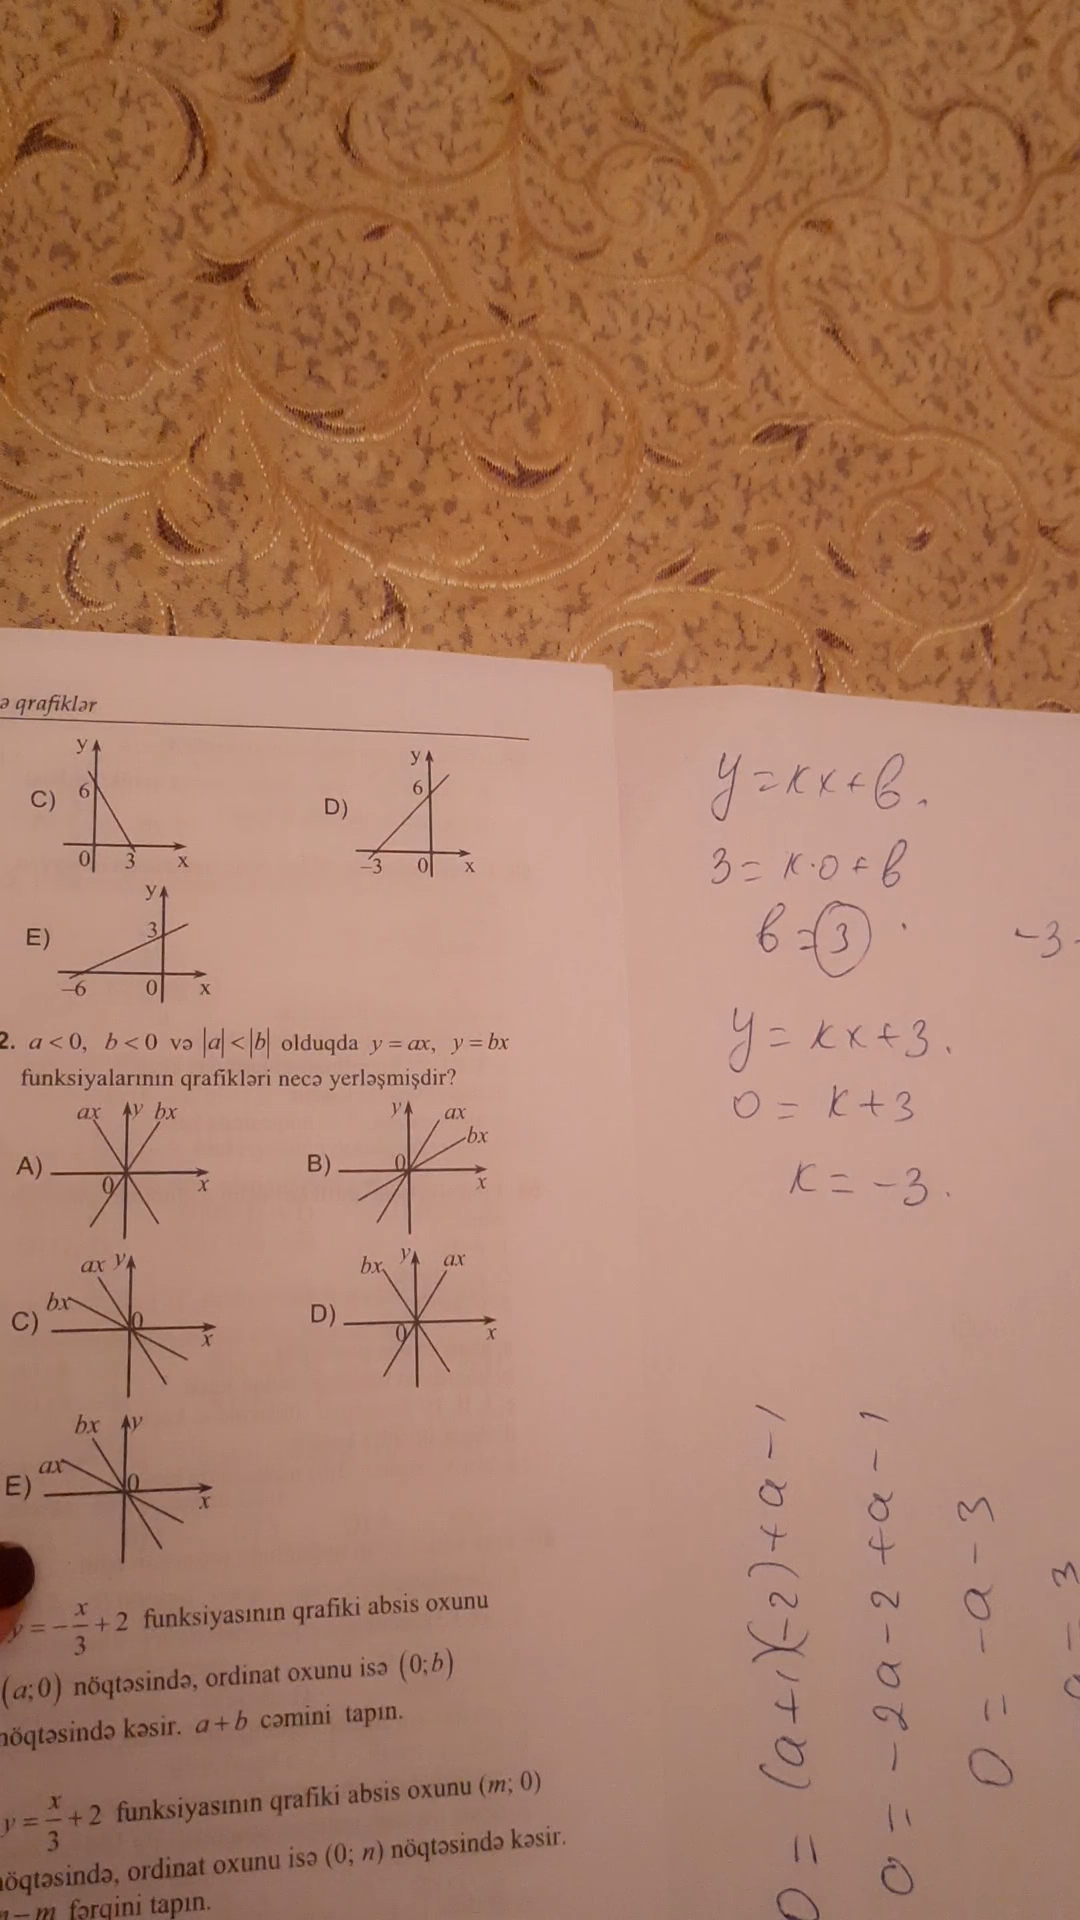 ə qrafiklər
C) y 6 0 3 x
D) y 6 −3 0 x
E) y 3 −6 0 x
2. a < 0, b < 0 və |a| < |b| olduqda y = ax, y = bx
funksiyalarının qrafikləri necə yerləşmişdir?
A) ax y bx 0 x
B) y ax bx 0 x
C) ax y bx 0 x
D) bx y ax 0 x
E) bx y ax 0 x
y = −x/3 + 2 funksiyasının qrafiki absis oxunu
(a;0) nöqtəsində, ordinat oxunu isə (0;b)
nöqtəsində kəsir. a + b cəmini tapın.
y = x/3 + 2 funksiyasının qrafiki absis oxunu (m; 0)
nöqtəsində, ordinat oxunu isə (0; n) nöqtəsində kəsir.
n − m fərqini tapın.
y = kx + b.
3 = k·0 + b
b = 3
-3-
y = kx + 3.
0 = k + 3
k = -3.
0 = (a+1)(-2)+a-1
0 = -2a-2+a-1
0 = -a-3
a = 3